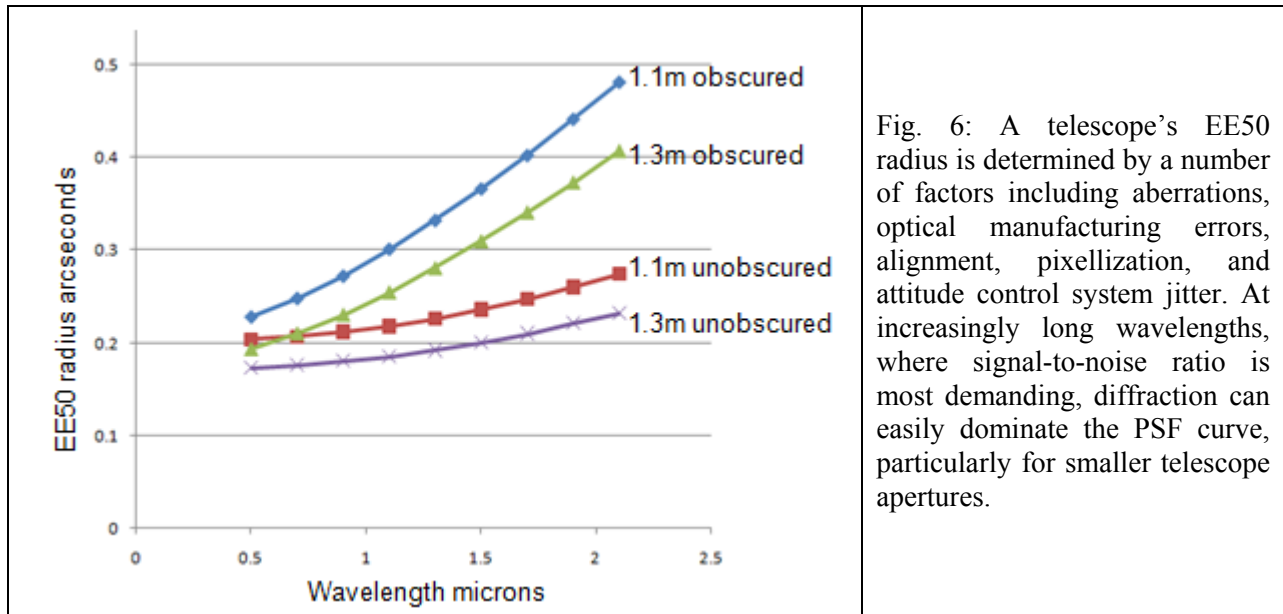 0.5
1.1m obscured
0.4
1.3m obscured
0.3
1.1m unobscured
0.2
1.3m unobscured
0.1
0
0
0.5
1
1.5
2
2.5
EE50 radius arcseconds
Wavelength microns
Fig. 6: A telescope’s EE50
radius is determined by a number
of factors including aberrations,
optical manufacturing errors,
alignment, pixellization, and
attitude control system jitter. At
increasingly long wavelengths,
where signal-to-noise ratio is
most demanding, diffraction can
easily dominate the PSF curve,
particularly for smaller telescope
apertures.